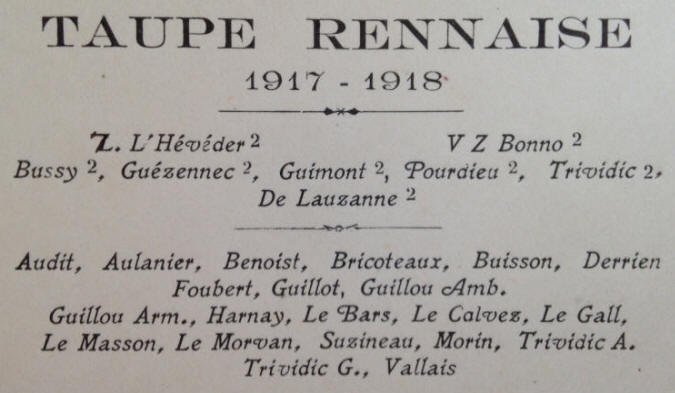 TAUPE RENNAISE
1917 - 1918
Z. L'Hévéder 2 V Z Bonno 2
Bussy 2, Guézennec 2, Guimont 2, Pourdieu 2, Trividic 2,
De Lauzanne 2
Audit, Aulanier, Benoist, Bricoteaux, Buisson, Derrien
Foubert, Guillot, Guillou Amb.
Guillou Arm., Harnay, Le Bars, Le Calvez, Le Gall,
Le Masson, Le Morvan, Suzineau, Morin, Trividic A.
Trividic G., Vallais